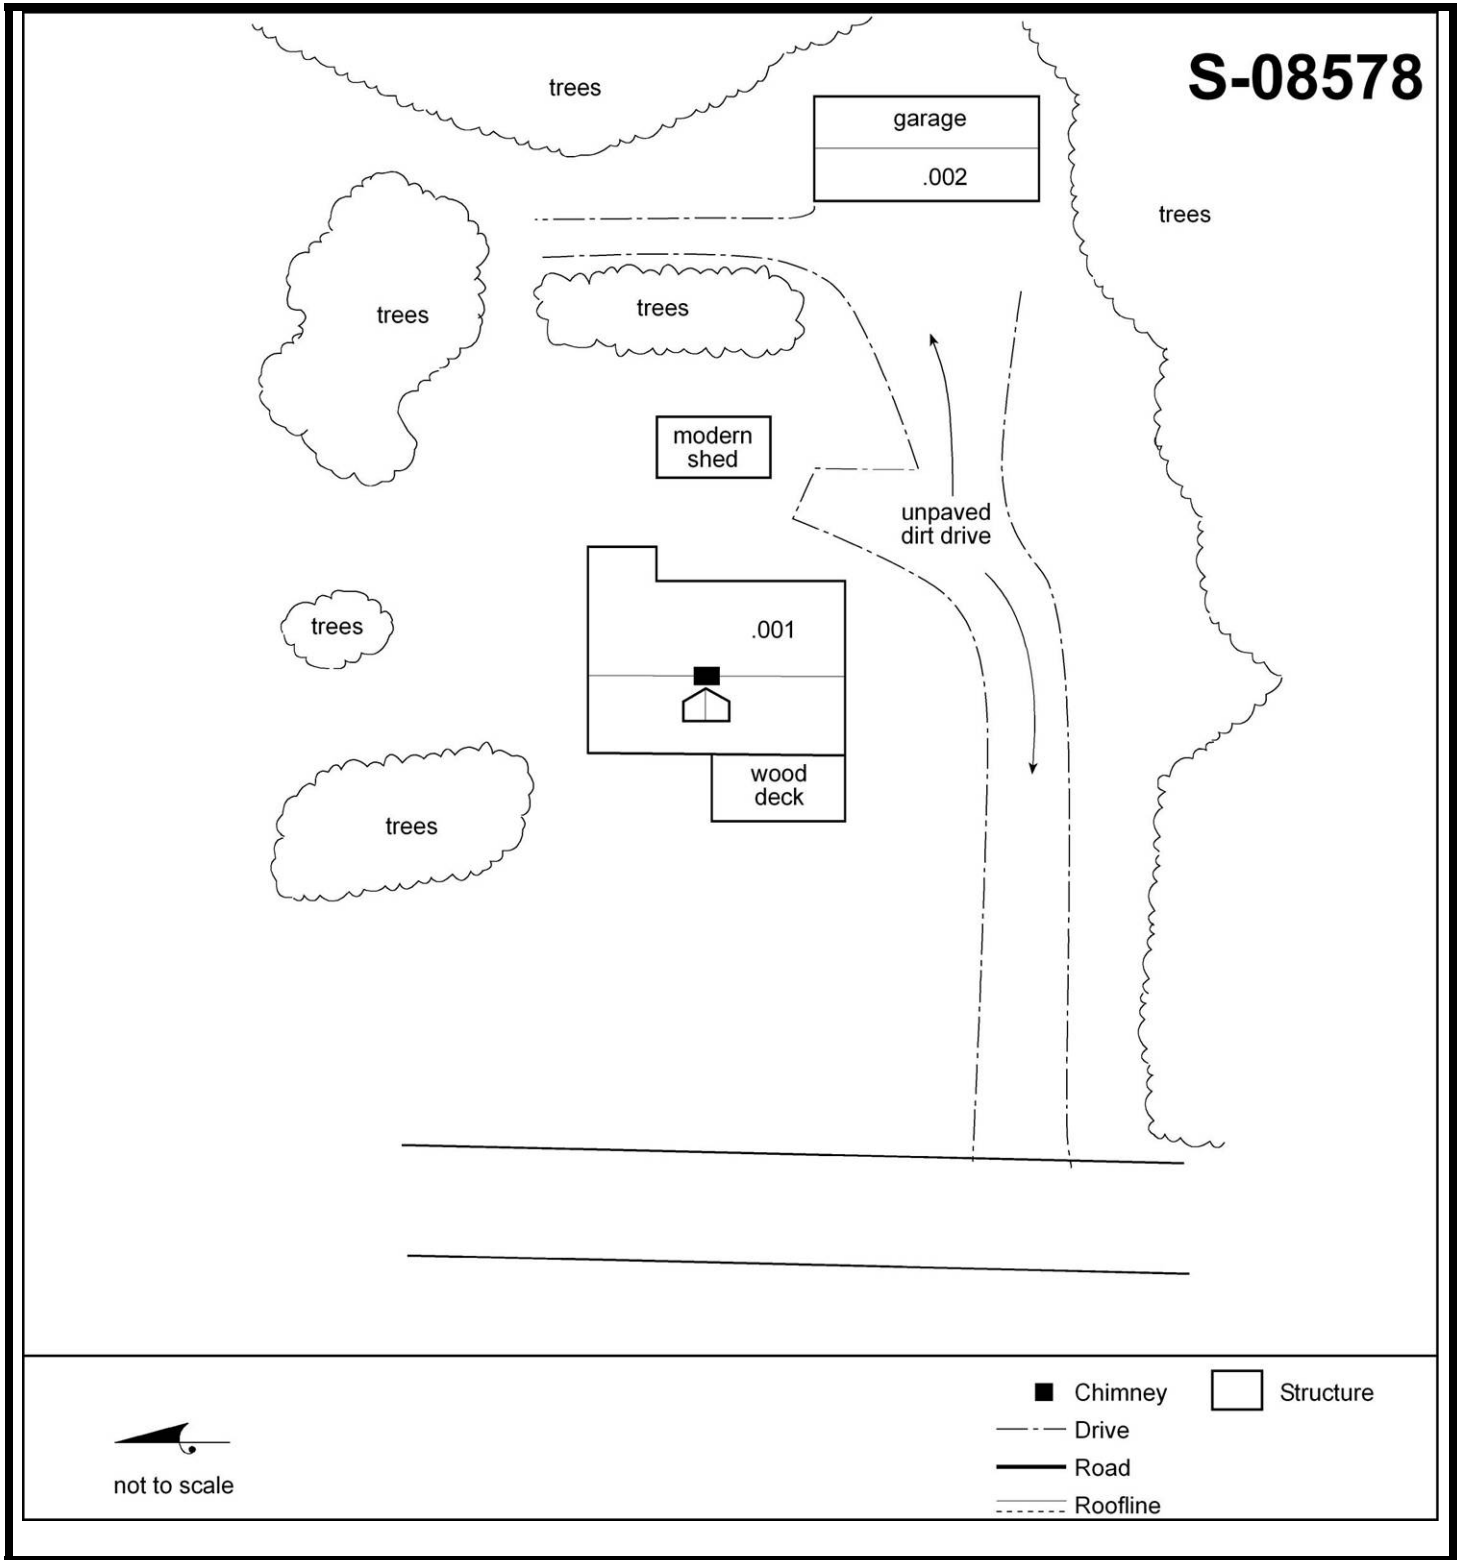 S-08578
trees
garage
.002
trees
trees
trees
modern
shed
unpaved
dirt drive
trees
.001
wood
deck
trees
Chimney
Structure
Drive
Road
Roofline
not to scale